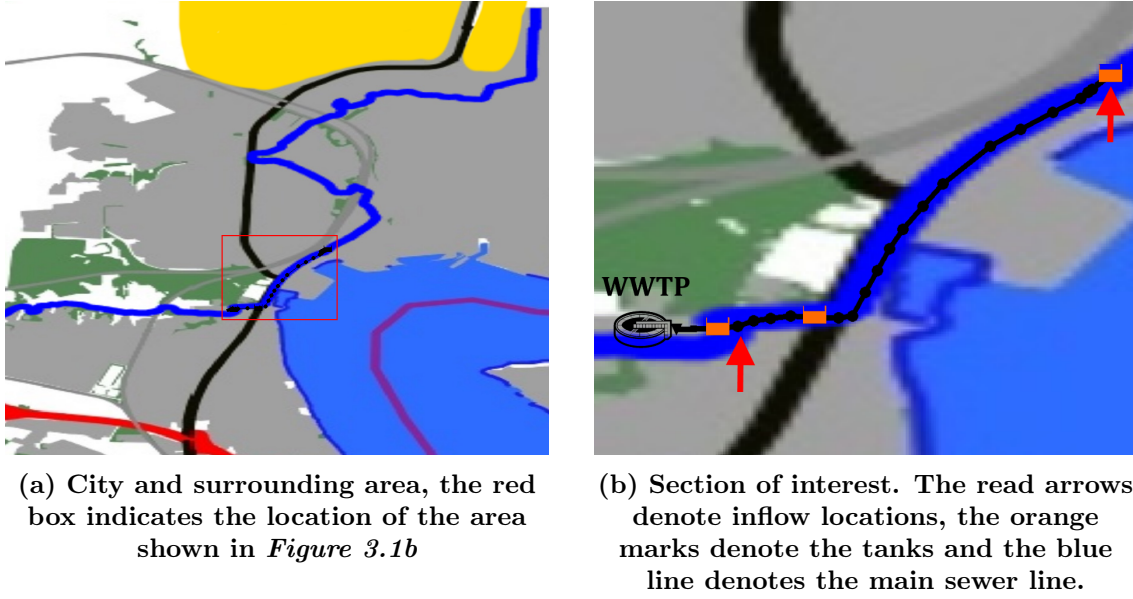 WWTP
(a) City and surrounding area, the red
box indicates the location of the area
shown in Figure 3.1b
(b) Section of interest. The read arrows
denote inflow locations, the orange
marks denote the tanks and the blue
line denotes the main sewer line.